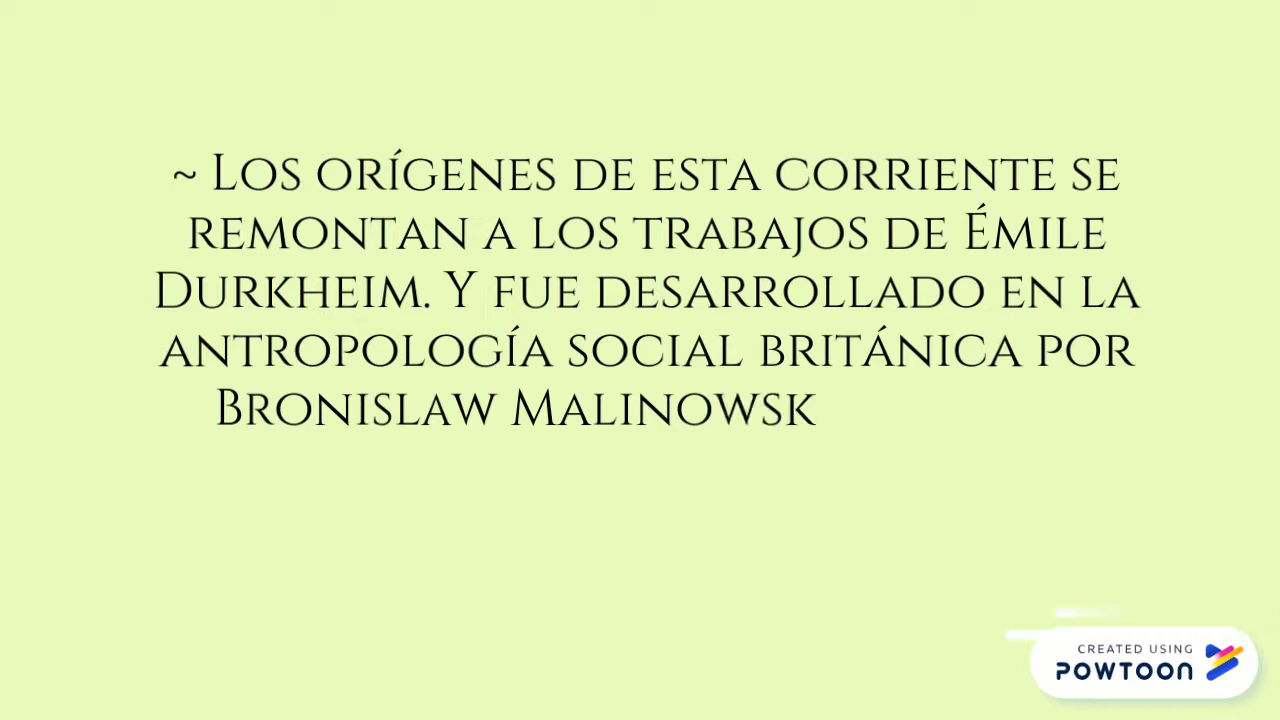 ~ Los orígenes de esta corriente se
remontan a los trabajos de Émile
Durkheim. Y fue desarrollado en la
antropología social británica por
Bronislaw Malinowsk
CREATED USING
POWTOON